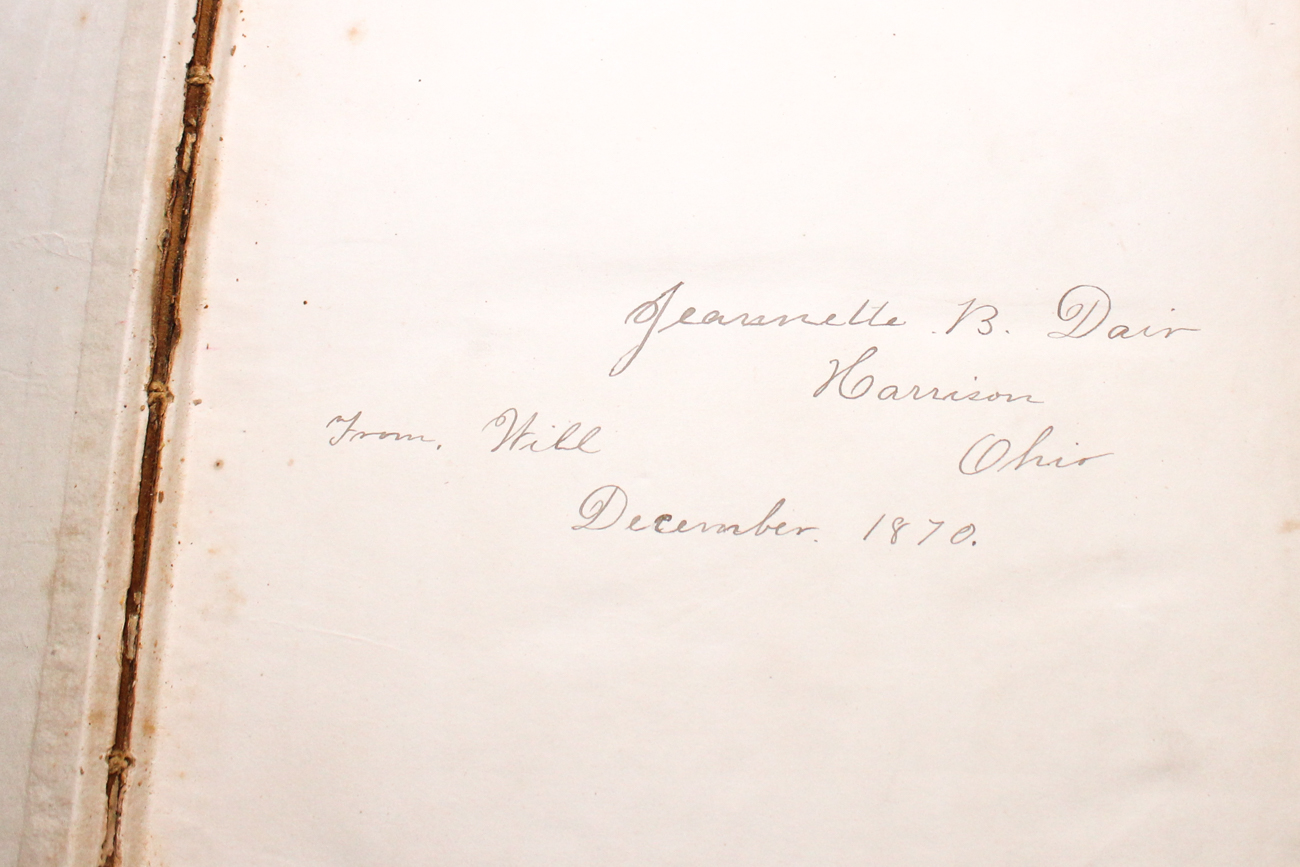 Jeannette B. Dair
Harrison
From, Will
Ohio
December. 1870.